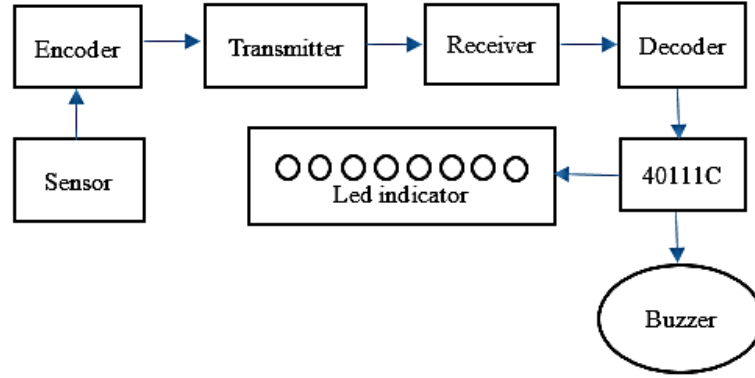 Encoder
Transmitter
Receiver
Decoder
Sensor
Led indicator
40111C
Buzzer